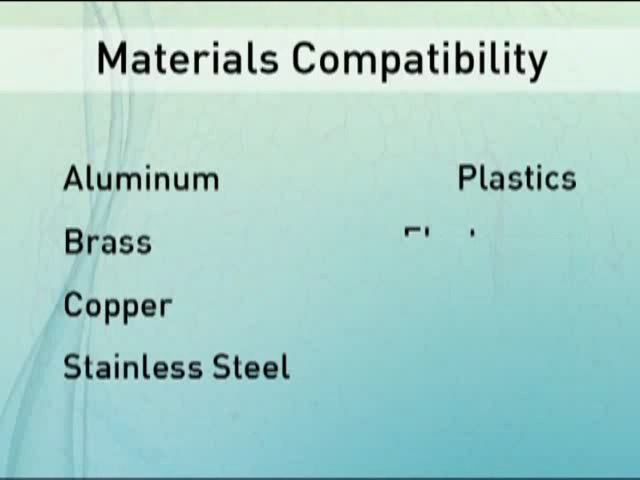 Materials Compatibility
Aluminum
Plastics
Brass
Copper
Stainless Steel